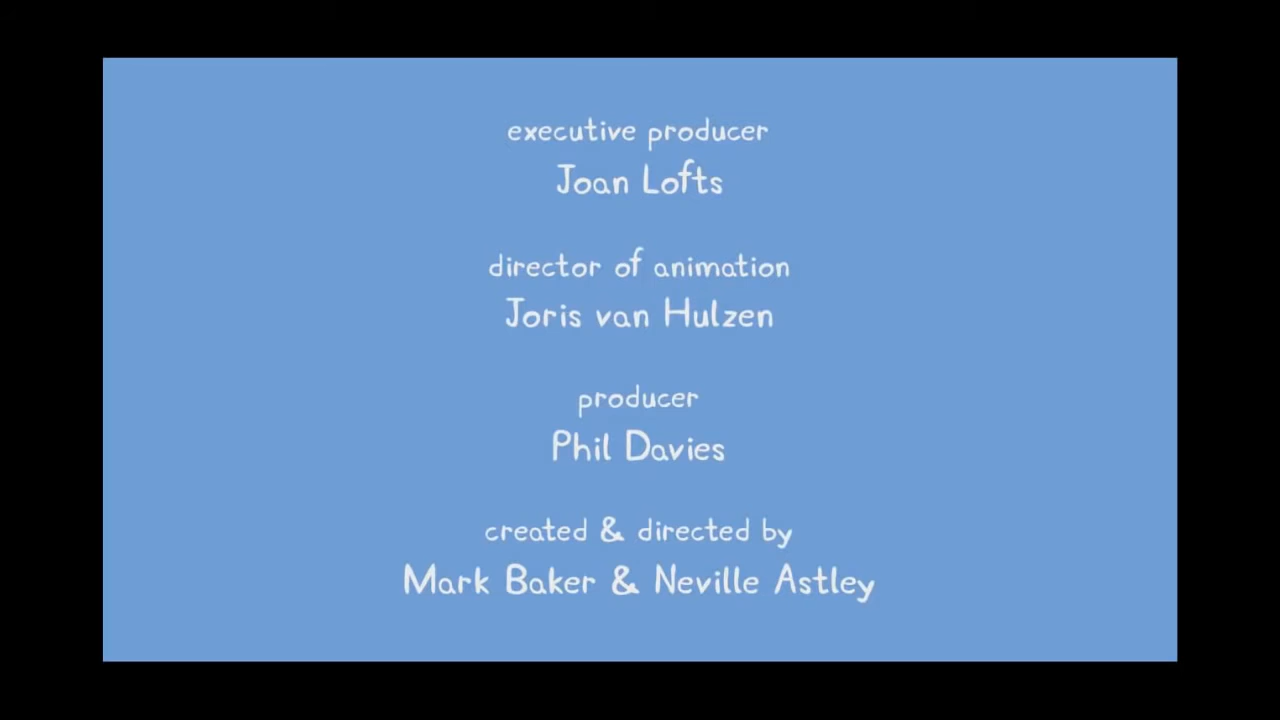 executive producer
Joan Lofts
director of animation
Joris van Hulzen
producer
Phil Davies
created & directed by
Mark Baker & Neville Astley